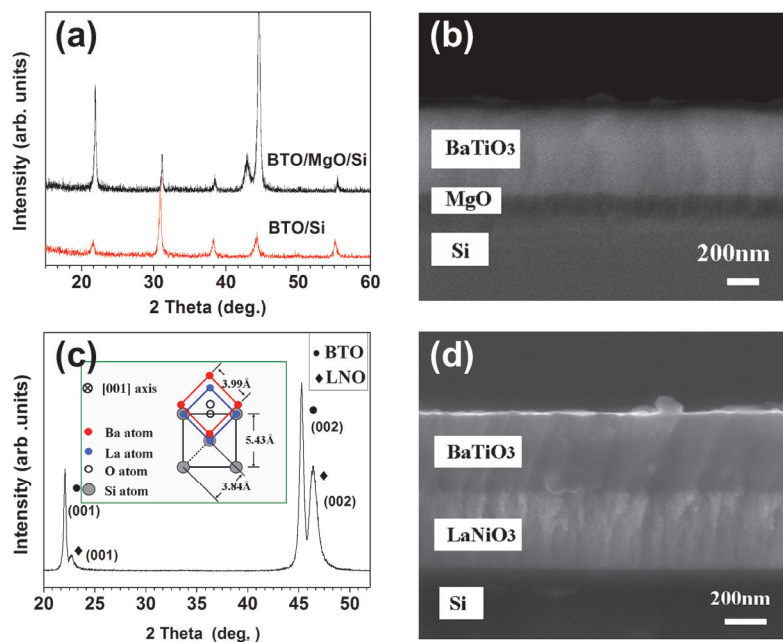 (a)
Intensity (arb. units)
BTO/MgO/Si
BTO/Si
20 30 40 50 60
2 Theta (deg.)
(b)
BaTiO3
MgO
Si
200nm
(c)
Intensity (arb .units)
● BTO
◆ LNO
⊗ [001] axis
Ba atom
La atom
O atom
Si atom
3.99Å
5.43Å
3.84Å
(001)
(001)
(002)
(002)
20 25 30 35 40 45 50
2 Theta (deg. )
(d)
BaTiO3
LaNiO3
Si
200nm